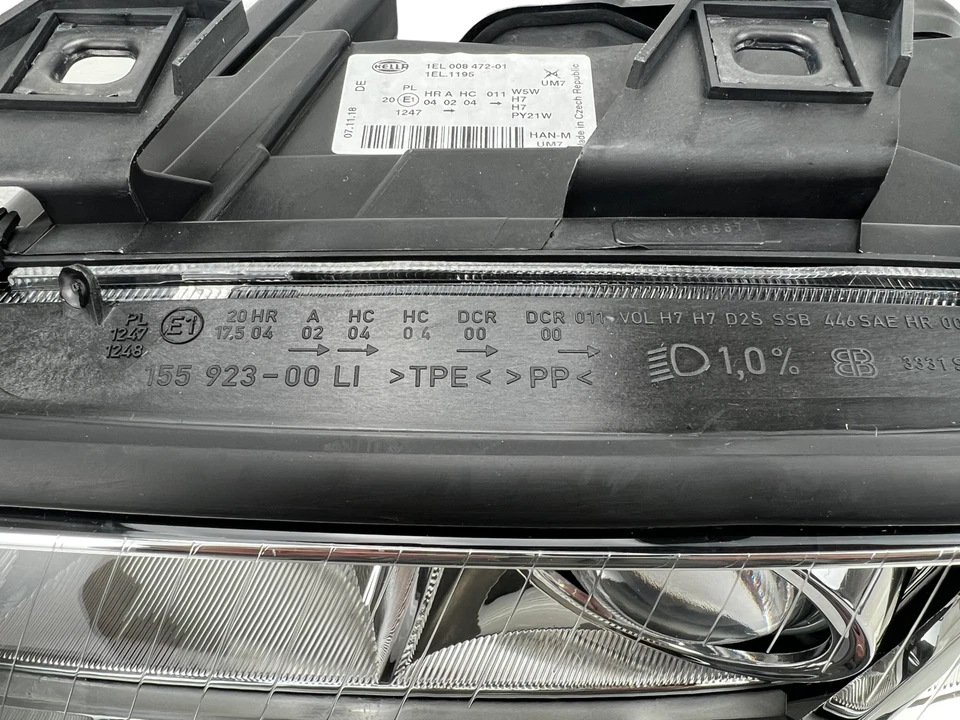 HELLA
1EL 008 472-01
1EL.1195
UM7
DE
07.11.18
PL
HR A HC 011 W5W
20 E1 04 02 04 → H7
H7
1247 → PY21W
Made in Czech Republic
HAN-M
UM7
PL
1247
1248
E1
20 HR A HC HC DCR DCR 011 VOL H7 H7 D2S SSB 446 SAE HR 00
17.5 04 02 04 04 00 00
→ → → →
1,0%
3331
155 923-00 LI >TPE< >PP<